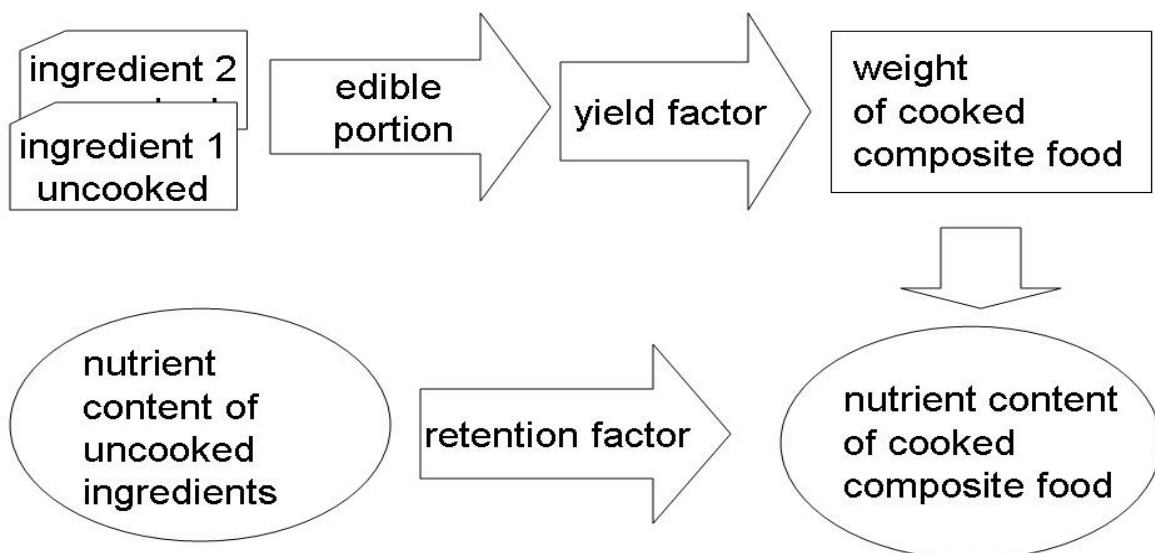 ingredient 2
ingredient 1
uncooked
edible
portion
yield factor
weight
of cooked
composite food
nutrient
content of
uncooked
ingredients
retention factor
nutrient content
of cooked
composite food